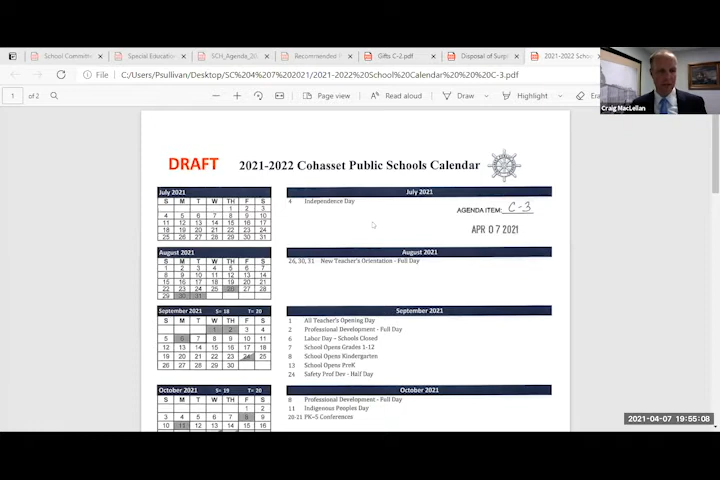 School Committ
Special Educatio
SCH_Agenda_20
Recommended
Gifts C-2.pdf
Disposal of Surp
2021-2022 Scho
File
C:/Users/Psullivan/Desktop/SC%204%207%202021/2021-2022%20School%20Calendar%20%20%20C-3.pdf
Craig MacLellan
1 of 2
Page view
Read aloud
Draw
Highlight
DRAFT 2021-2022 Cohasset Public Schools Calendar
July 2021
S M T W TH F S
1 2 3
4 5 6 7 8 9 10
11 12 13 14 15 16 17
18 19 20 21 22 23 24
25 26 27 28 29 30 31
July 2021
4 Independence Day
AGENDA ITEM: C-3
APR 07 2021
August 2021
S M T W TH F S
1 2 3 4 5 6 7
8 9 10 11 12 13 14
15 16 17 18 19 20 21
22 23 24 25 26 27 28
29 30 31
August 2021
26, 30, 31 New Teacher's Orientation - Full Day
September 2021 S= 18 T= 20
S M T W TH F S
1 2 3 4
5 6 7 8 9 10 11
12 13 14 15 16 17 18
19 20 21 22 23 24 25
26 27 28 29 30
September 2021
1 All Teacher's Opening Day
2 Professional Development - Full Day
6 Labor Day – Schools Closed
7 School Opens Grades 1-12
8 School Opens Kindergarten
13 School Opens PreK
24 Safety Prof Dev - Half Day
October 2021 S= 19 T= 20
S M T W TH F S
1 2
3 4 5 6 7 8 9
10 11 12 13 14 15 16
October 2021
8 Professional Development - Full Day
11 Indigenous Peoples Day
20-21 PK–5 Conferences
2021-04-07 19:55:08